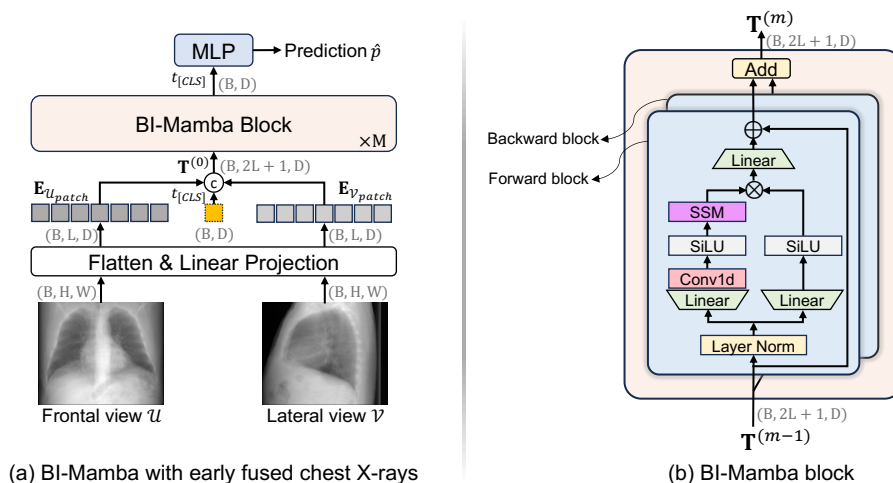 MLP
Prediction p̂
t[CLS]
(B, D)
BI-Mamba Block
×M
T⁽⁰⁾
(B, 2L + 1, D)
E𝒰patch
c
E𝒱patch
t[CLS]
(B, L, D)
(B, D)
(B, L, D)
Flatten & Linear Projection
(B, H, W)
(B, H, W)
Frontal view 𝒰
Lateral view 𝒱
(a) BI-Mamba with early fused chest X-rays
T⁽ᵐ⁾
(B, 2L + 1, D)
Add
Backward block
Forward block
Linear
SSM
SiLU
SiLU
Conv1d
Linear
Linear
Layer Norm
(B, 2L + 1, D)
T⁽ᵐ⁻¹⁾
(b) BI-Mamba block